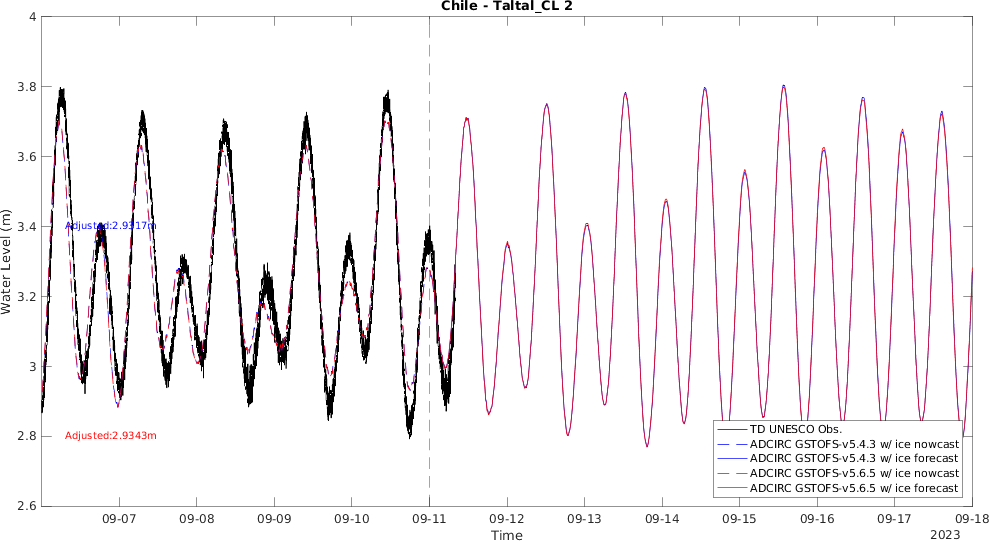 Chile - Taltal_CL 2
4
3.8
3.6
3.4
3.2
3
2.8
2.6
Water Level (m)
Adjusted:2.9317m
Adjusted:2.9343m
TD UNESCO Obs.
ADCIRC GSTOFS-v5.4.3 w/ ice nowcast
ADCIRC GSTOFS-v5.4.3 w/ ice forecast
ADCIRC GSTOFS-v5.6.5 w/ ice nowcast
ADCIRC GSTOFS-v5.6.5 w/ ice forecast
09-07 09-08 09-09 09-10 09-11 09-12 09-13 09-14 09-15 09-16 09-17 09-18
Time
2023